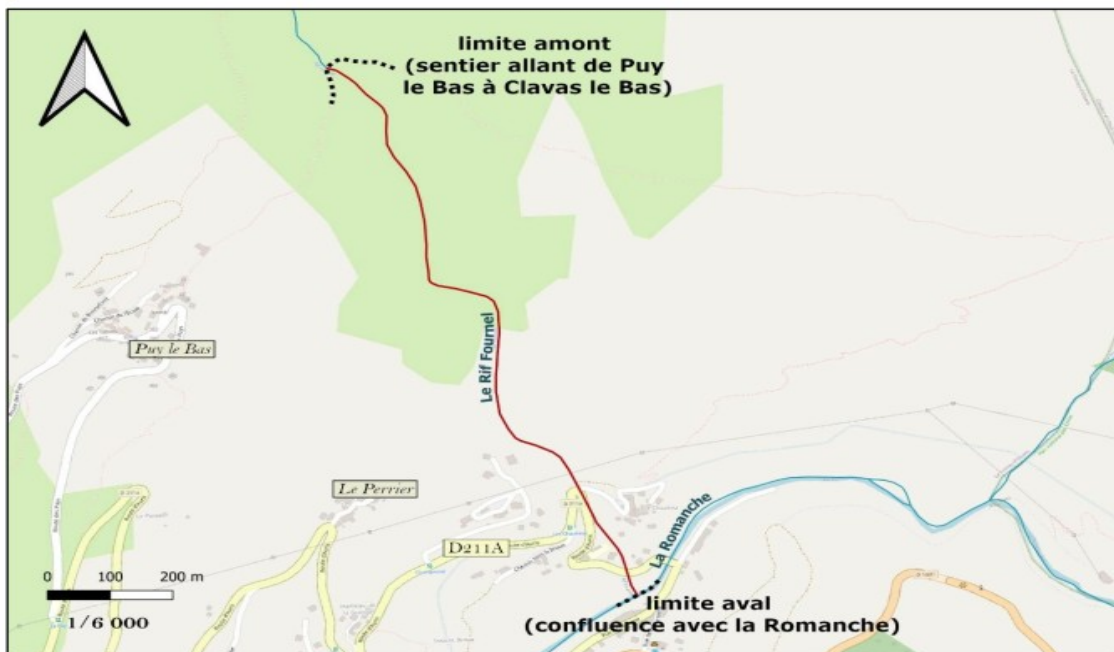 limite amont
(sentier allant de Puy
le Bas à Clavas le Bas)
Puy le Bas
Le Rif Fournel
Le Perrier
La Romanche
D211A
0 100 200 m
1/6 000
limite aval
(confluence avec la Romanche)